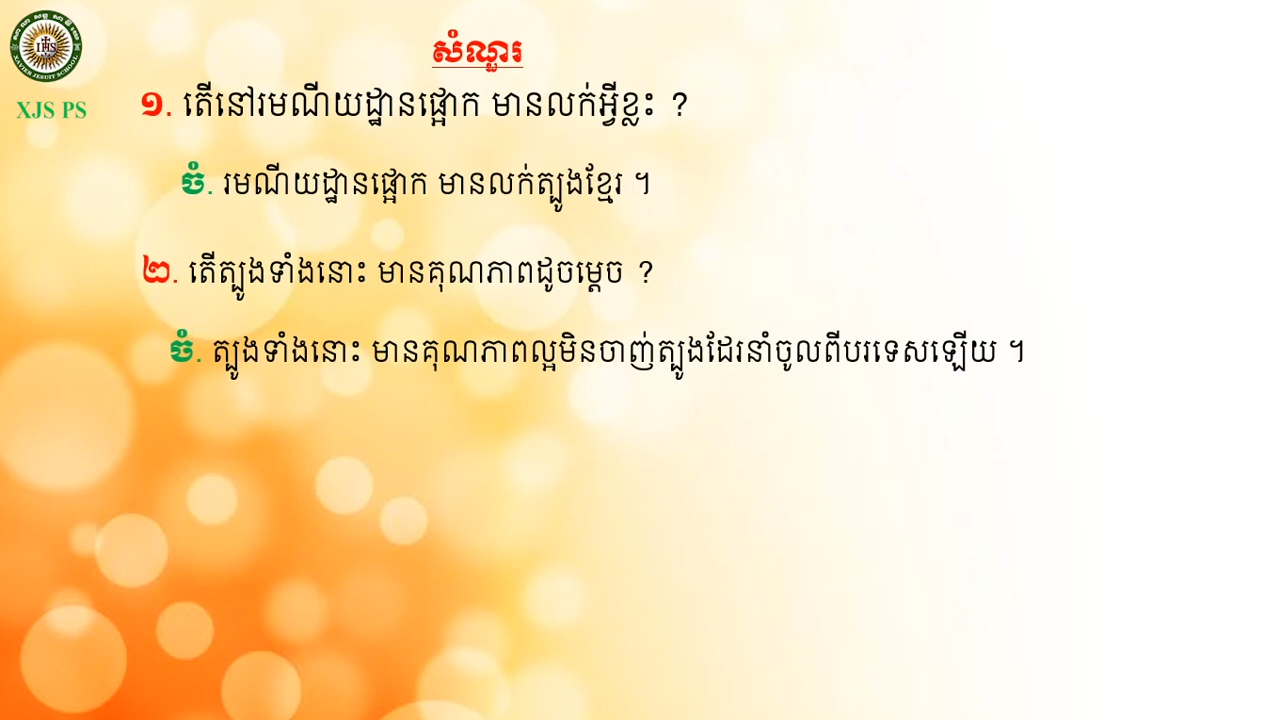 សំណួរ
XJS PS
១. តើនៅរមណីយដ្ឋានផ្អោក មានលក់អ្វីខ្លះ ?
ចំ. រមណីយដ្ឋានផ្អោក មានលក់ត្បូងខ្មែរ ។
២. តើត្បូងទាំងនោះ មានគុណភាពដូចម្ដេច ?
ចំ. ត្បូងទាំងនោះ មានគុណភាពល្អមិនចាញ់ត្បូងដែរនាំចូលពីបរទេសឡើយ ។
IHS
XAVIER JESUIT SCHOOL